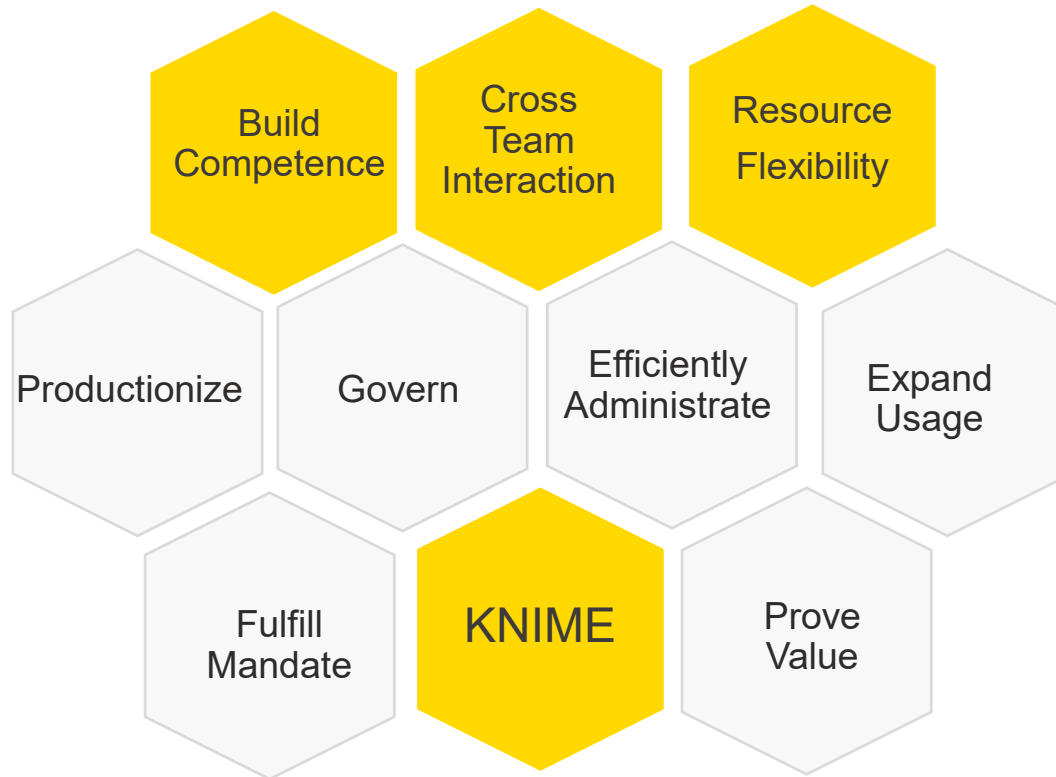 Build
Competence
Cross
Team
Interaction
Resource
Flexibility
Productionize
Govern
Efficiently
Administrate
Expand
Usage
Fulfill
Mandate
KNIME
Prove
Value